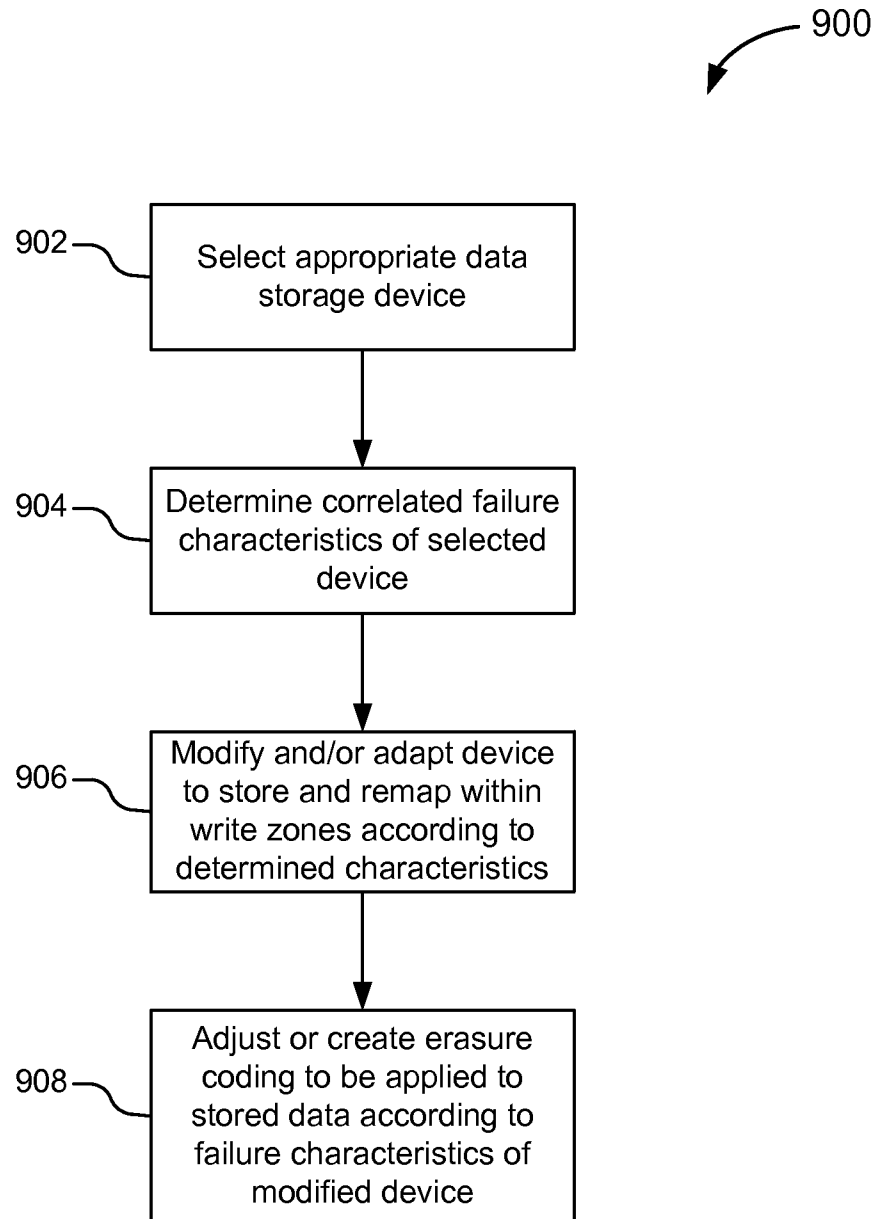 900
902
Select appropriate data
storage device
904
Determine correlated failure
characteristics of selected
device
906
Modify and/or adapt device
to store and remap within
write zones according to
determined characteristics
908
Adjust or create erasure
coding to be applied to
stored data according to
failure characteristics of
modified device